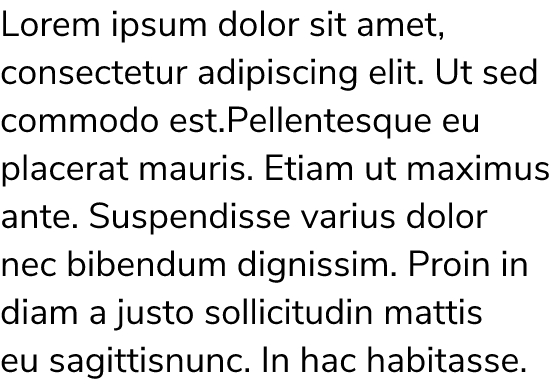 Lorem ipsum dolor sit amet,
consectetur adipiscing elit. Ut sed
commodo est.Pellentesque eu
placerat mauris. Etiam ut maximus
ante. Suspendisse varius dolor
nec bibendum dignissim. Proin in
diam a justo sollicitudin mattis
eu sagittisnunc. In hac habitasse.